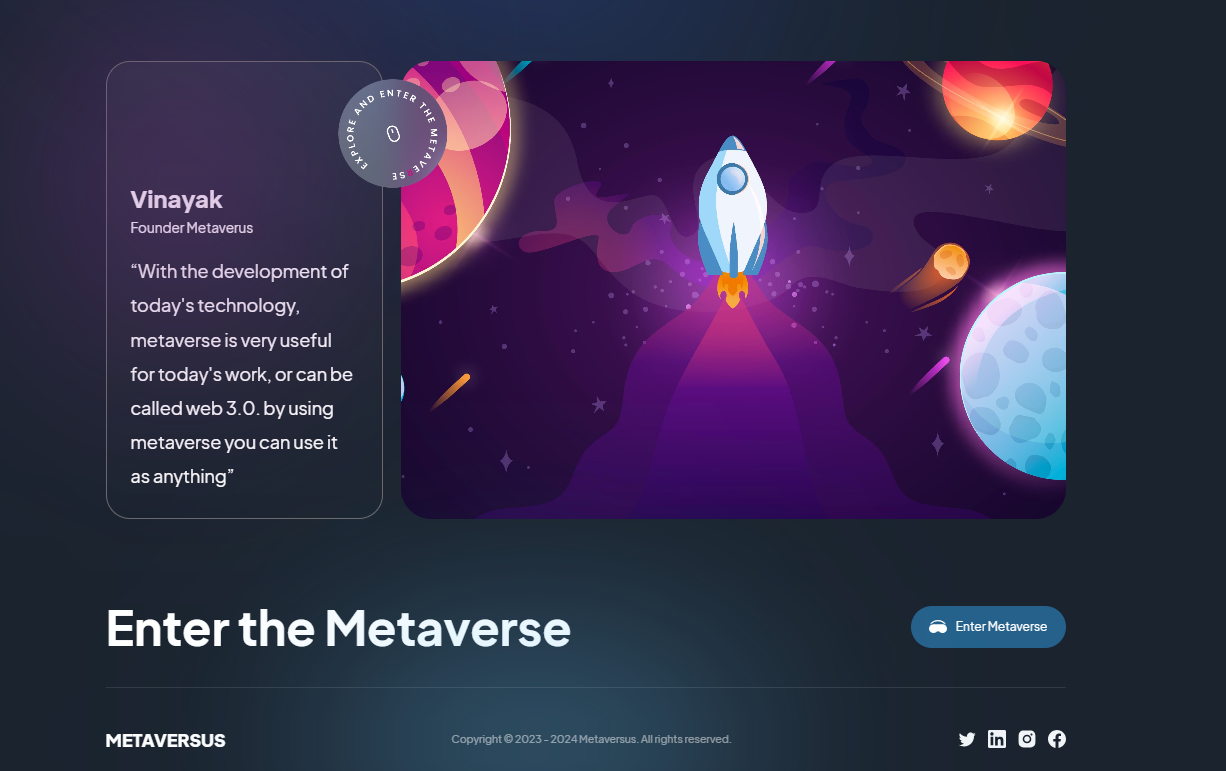 EXPLORE AND ENTER THE METAVERSE
Vinayak
Founder Metaverus
“With the development of
today's technology,
metaverse is very useful
for today's work, or can be
called web 3.0. by using
metaverse you can use it
as anything”
Enter the Metaverse
Enter Metaverse
METAVERSUS
Copyright © 2023 - 2024 Metaversus. All rights reserved.